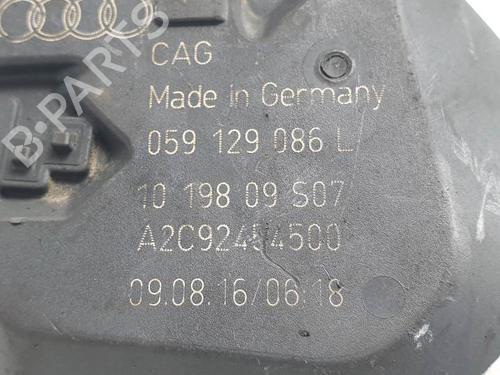 CAG
Made in Germany
059 129 086 L
10 198 09 S07
A2C92454500
09.08.16/06:18
B-PARTS